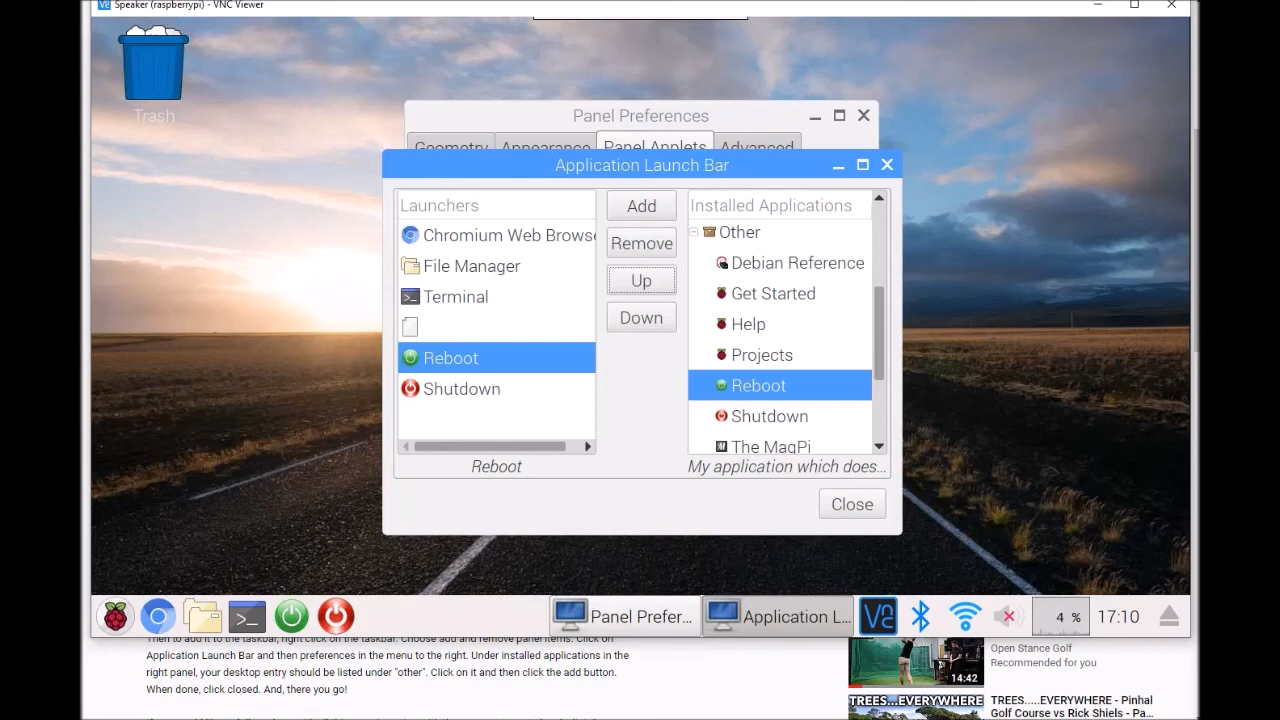 Speaker (raspberrypi) - VNC Viewer
Trash
Panel Preferences
Geometry Appearance Panel Applets Advanced
Application Launch Bar
Launchers
Chromium Web Browse
File Manager
Terminal
Reboot
Shutdown
Reboot
Add
Remove
Up
Down
Installed Applications
Other
Debian Reference
Get Started
Help
Projects
Reboot
Shutdown
The MagPi
My application which does...
Close
Panel Prefer...
Application L...
4 %
17:10
Then to add it to the taskbar, right click on the taskbar. Choose add and remove panel items. Click on
Application Launch Bar and then preferences in the menu to the right. Under installed applications in the
right panel, your desktop entry should be listed under "other". Click on it and then click the add button.
When done, click closed. And, there you go!
14:42
Open Stance Golf
Recommended for you
TREES...EVERYWHERE
TREES.....EVERYWHERE - Pinhal
Golf Course vs Rick Shiels - Pa...